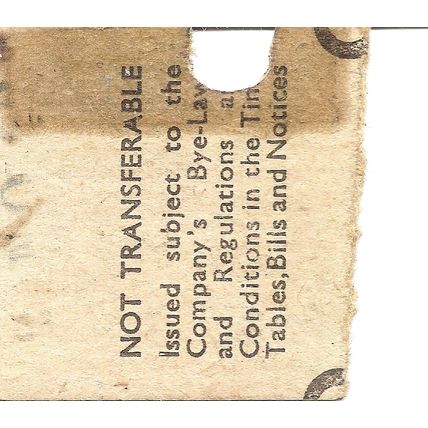 NOT TRANSFERABLE
Issued subject to the
Company's Bye-Law
and Regulations a
Conditions in the Tim
Tables, Bills and Notices